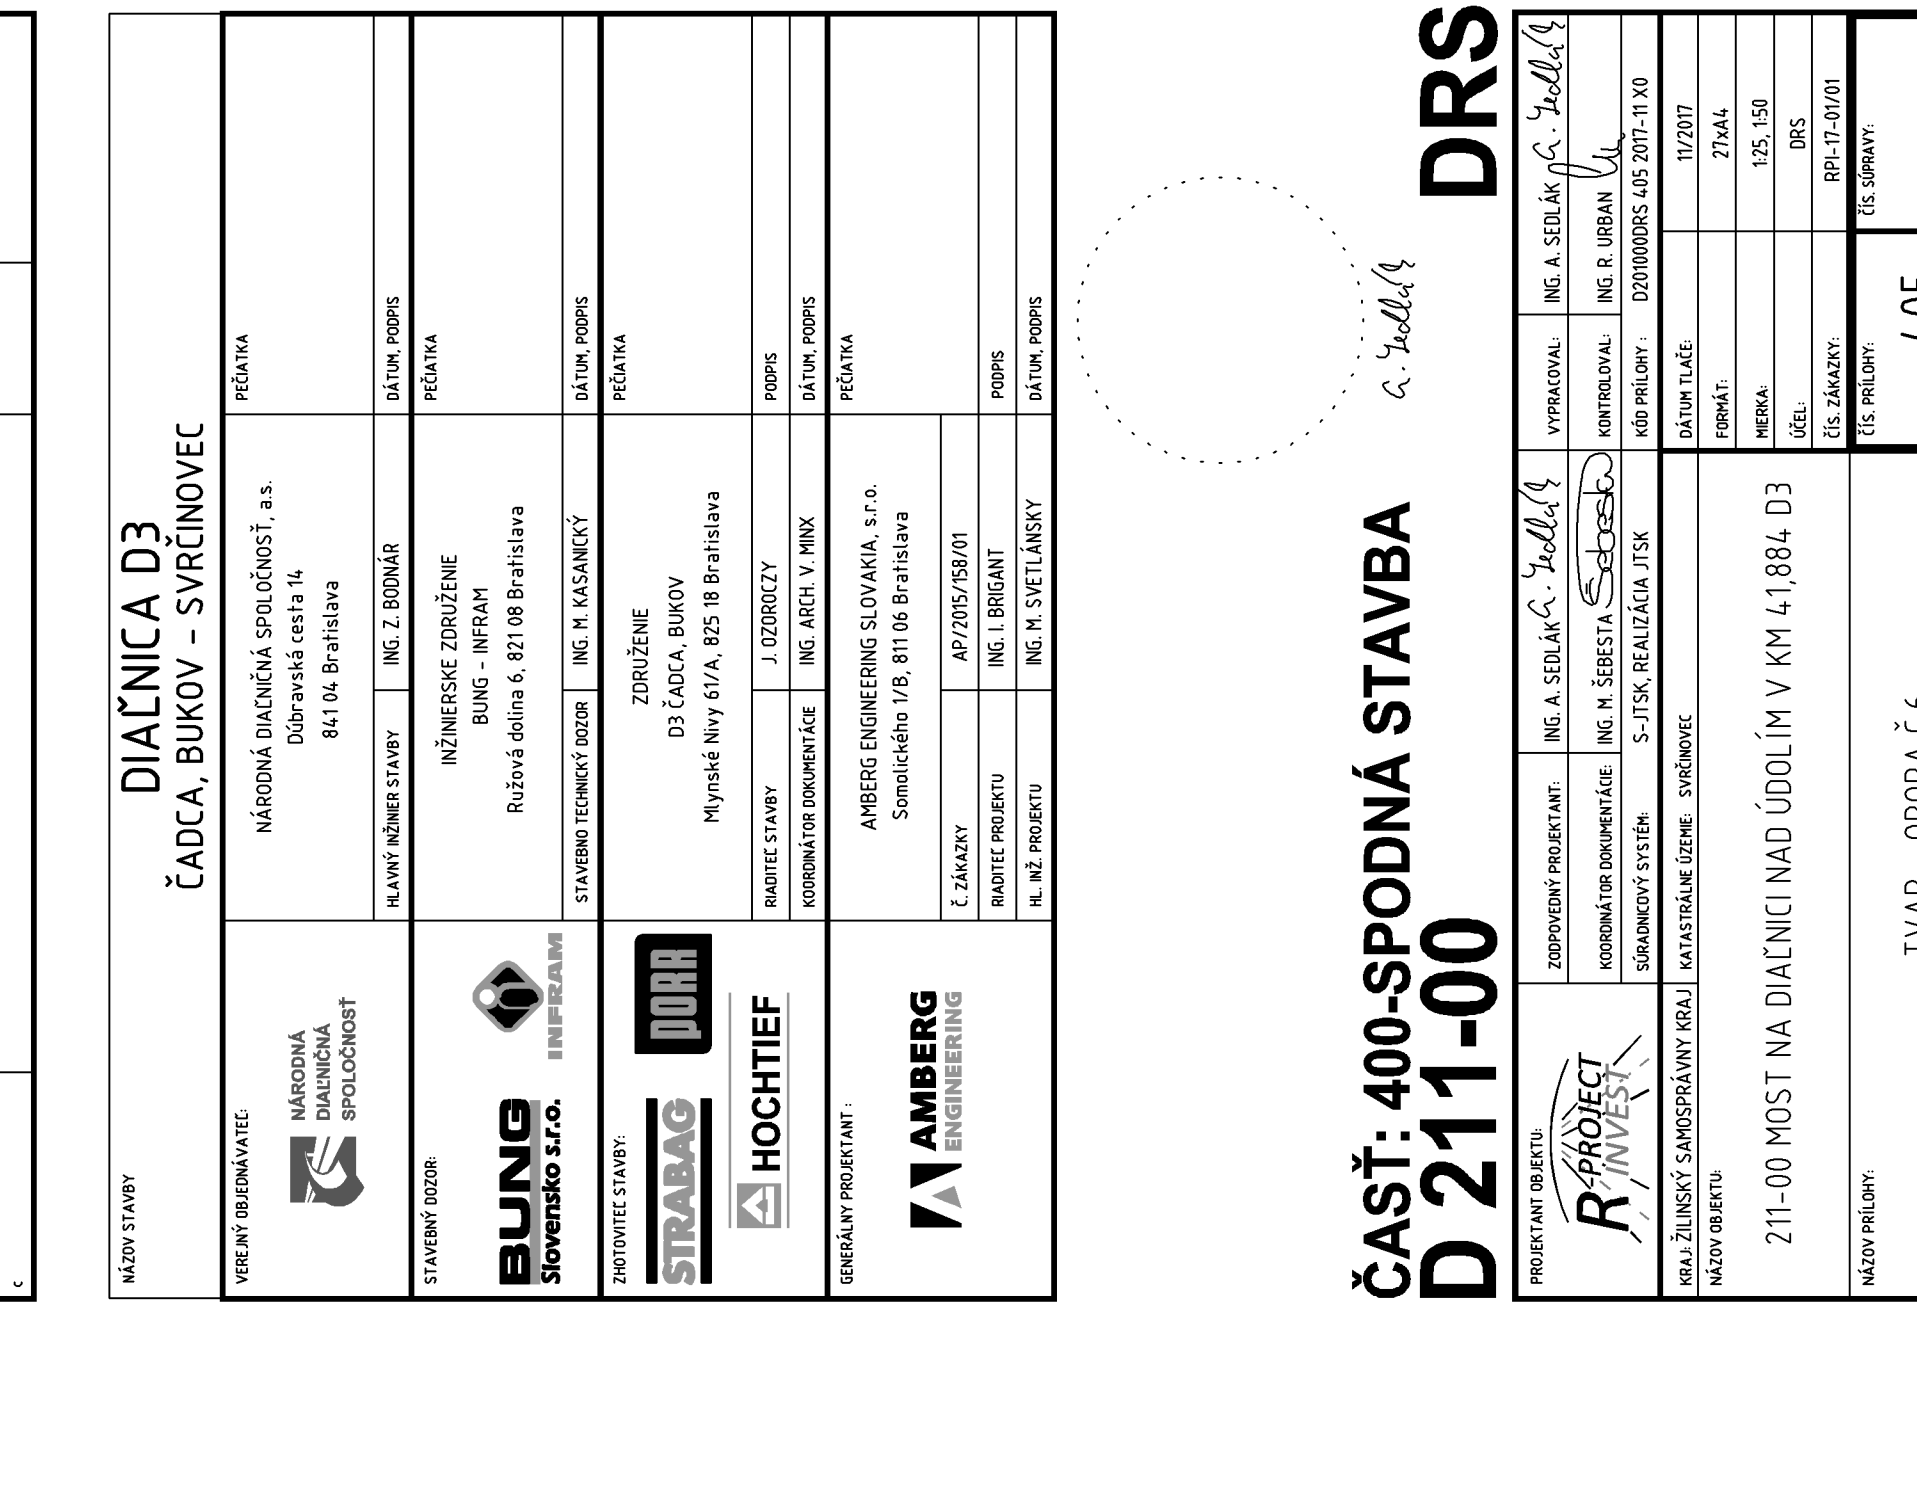 NÁZOV STAVBY
DIAĽNICA D3
ČADCA, BUKOV – SVRČINOVEC
VEREJNÝ OBJEDNÁVATEĽ:
NÁRODNÁ
DIAĽNIČNÁ
SPOLOČNOSŤ
NÁRODNÁ DIAĽNIČNÁ SPOLOČNOSŤ, a.s.
Dúbravská cesta 14
841 04 Bratislava
PEČIATKA
HLAVNÝ INŽINIER STAVBY ING. Z. BODNÁR DÁTUM, PODPIS
STAVEBNÝ DOZOR:
BUNG
Slovensko s.r.o.
INFRAM
INŽINIERSKE ZDRUŽENIE
BUNG - INFRAM
Ružová dolina 6, 821 08 Bratislava
PEČIATKA
STAVEBNO TECHNICKÝ DOZOR ING. M. KASANICKÝ DÁTUM, PODPIS
ZHOTOVITEĽ STAVBY:
STRABAG
PORR
HOCHTIEF
ZDRUŽENIE
D3 ČADCA, BUKOV
Mlynské Nivy 61/A, 825 18 Bratislava
PEČIATKA
RIADITEĽ STAVBY J. OZOROCZY PODPIS
KOORDINÁTOR DOKUMENTÁCIE ING. ARCH. V. MINX DÁTUM, PODPIS
GENERÁLNY PROJEKTANT :
AMBERG
ENGINEERING
AMBERG ENGINEERING SLOVAKIA, s.r.o.
Somolického 1/B, 811 06 Bratislava
PEČIATKA
Č. ZÁKAZKY AP/2015/158/01
RIADITEĽ PROJEKTU ING. I. BRIGANT PODPIS
HL. INŽ. PROJEKTU ING. M. SVETLÁNSKY DÁTUM, PODPIS
A. Sedlák
ČASŤ: 400-SPODNÁ STAVBA
D 211-00 DRS
PROJEKTANT OBJEKTU:
R-PROJECT
INVEST
ZODPOVEDNÝ PROJEKTANT: ING. A. SEDLÁK A. Sedlák VYPRACOVAL: ING. A. SEDLÁK A. Sedlák
KOORDINÁTOR DOKUMENTÁCIE: ING. M. ŠEBESTA Šebesta KONTROLOVAL: ING. R. URBAN
SÚRADNICOVÝ SYSTÉM: S-JTSK, REALIZÁCIA JTSK KÓD PRÍLOHY : D201000DRS 405 2017-11 X0
KRAJ: ŽILINSKÝ SAMOSPRÁVNY KRAJ KATASTRÁLNE ÚZEMIE: SVRČINOVEC DÁTUM TLAČE: 11/2017
NÁZOV OBJEKTU:
211-00 MOST NA DIAĽNICI NAD ÚDOLÍM V KM 41,884 D3
FORMÁT: 27xA4
MIERKA: 1:25, 1:50
ÚČEL: DRS
ČÍS. ZÁKAZKY: RPI-17-01/01
NÁZOV PRÍLOHY:
ČÍS. PRÍLOHY: ČÍS. SÚPRAVY: